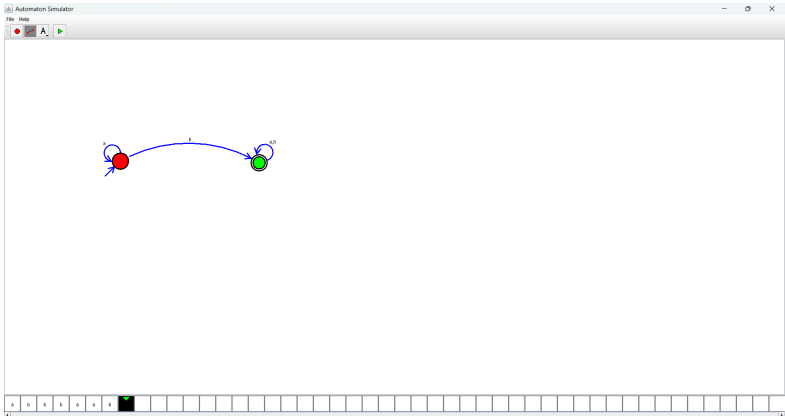 Automaton Simulator
File Help
A
a
b
a,b
a b b b a a b